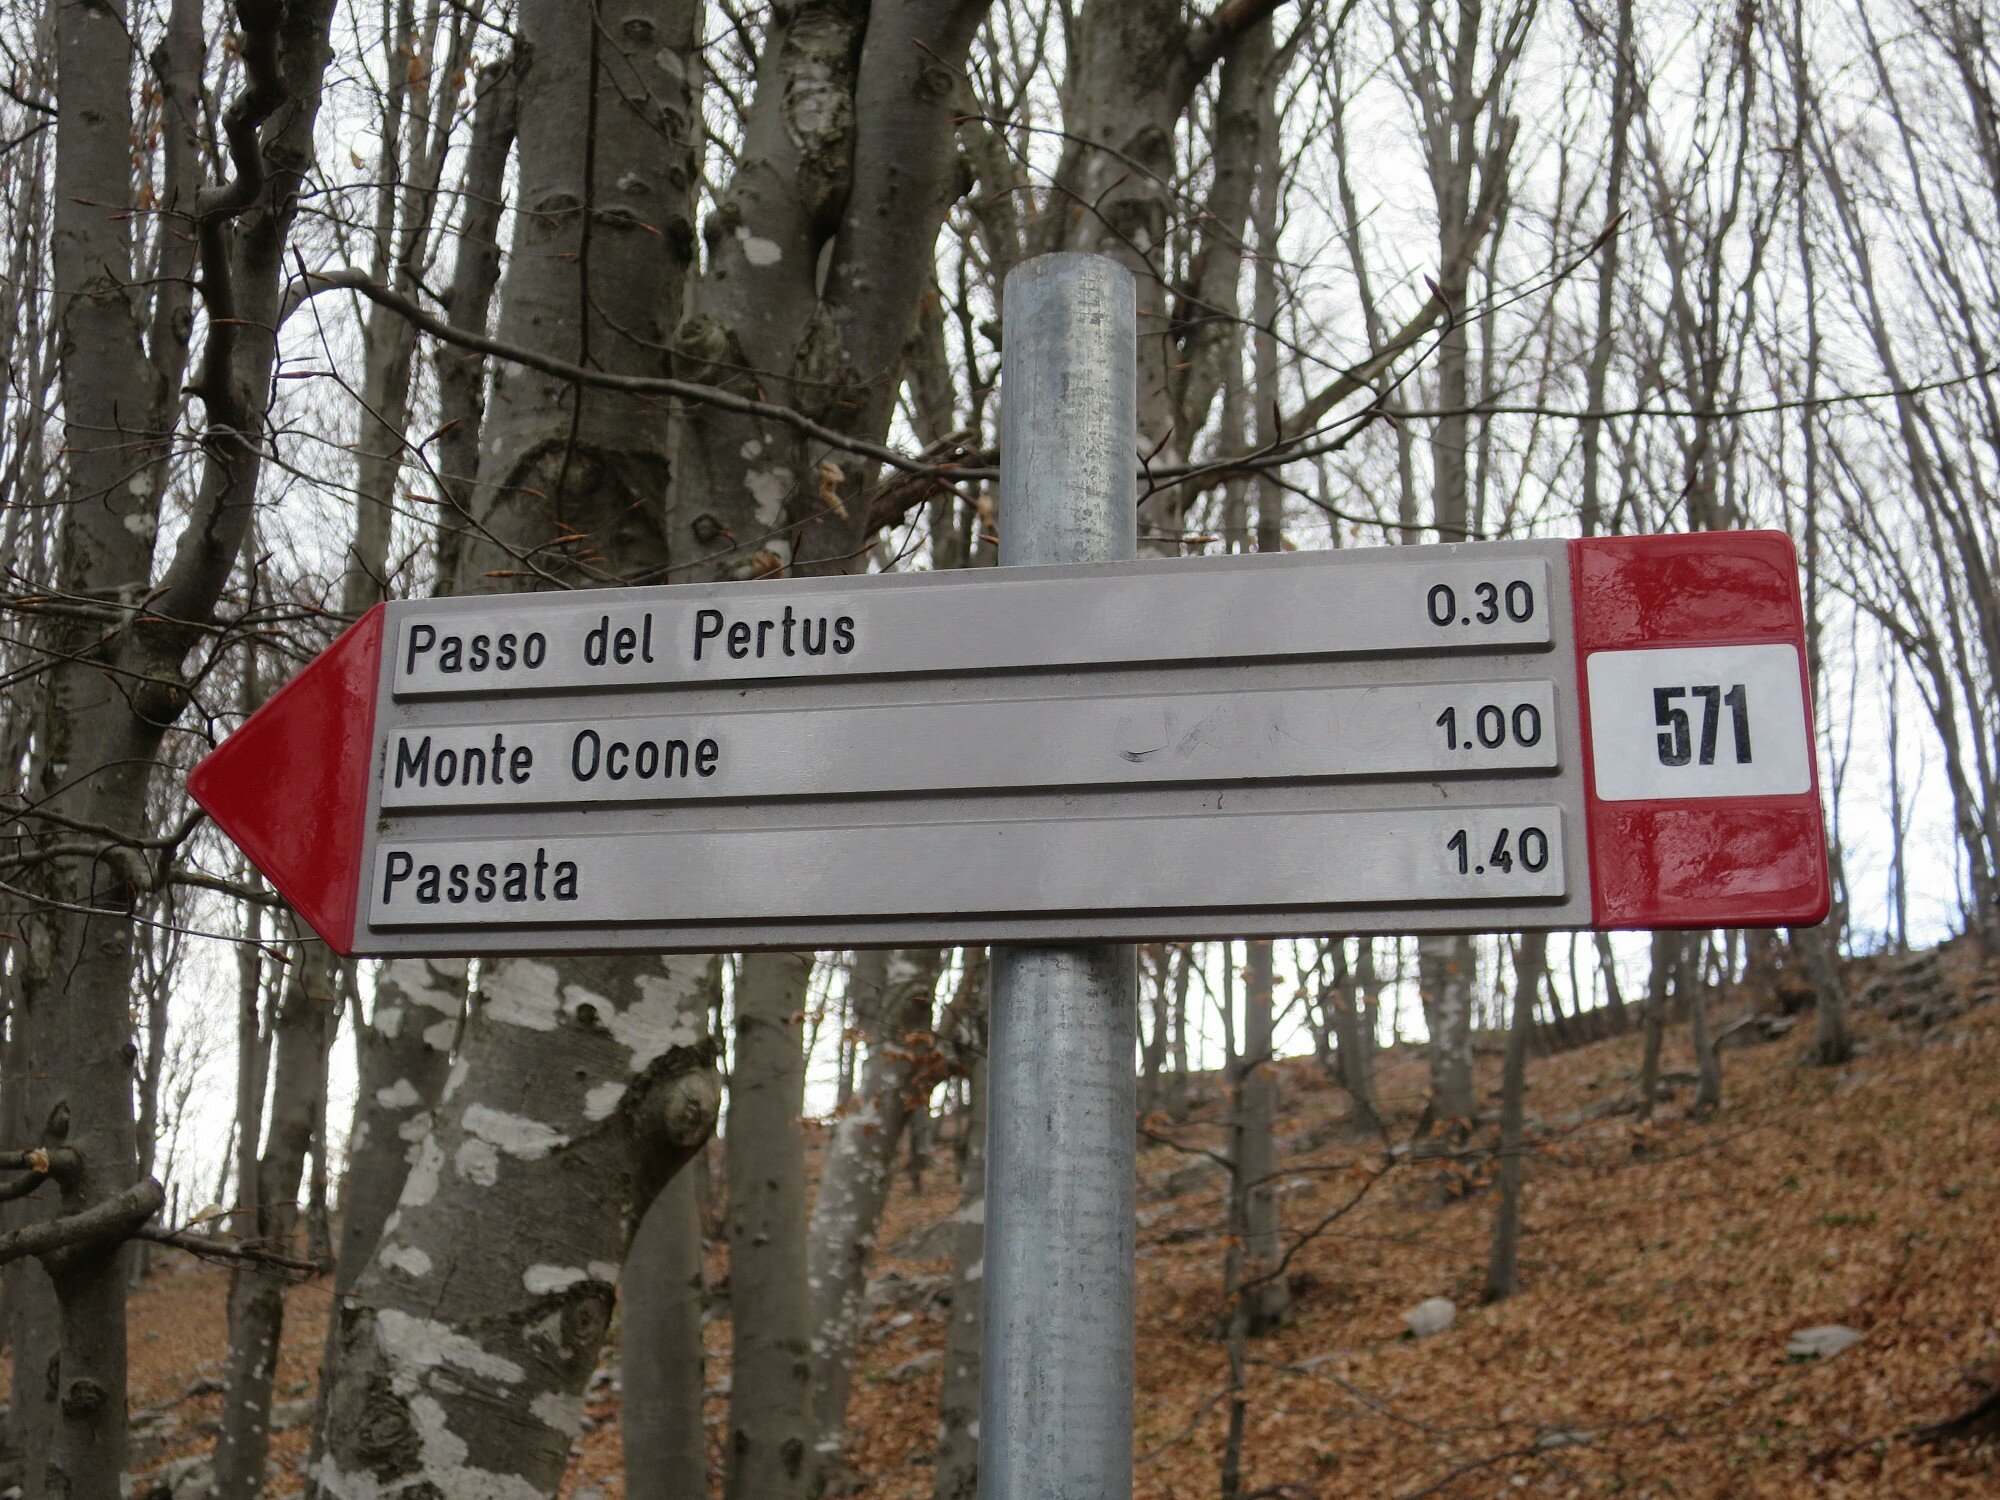 Passo del Pertus 0.30
Monte Ocone 1.00
Passata 1.40
571